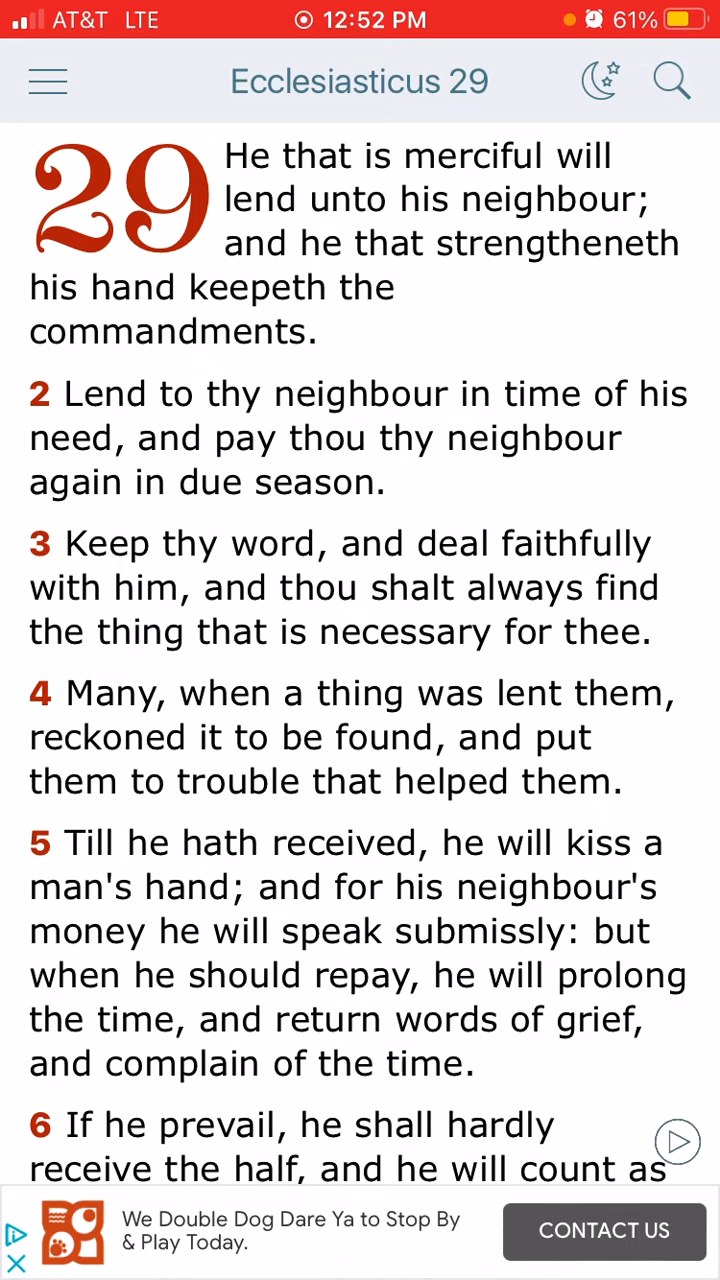 AT&T LTE 12:52 PM 61%
Ecclesiasticus 29
29 He that is merciful will
lend unto his neighbour;
and he that strengtheneth
his hand keepeth the
commandments.
2 Lend to thy neighbour in time of his
need, and pay thou thy neighbour
again in due season.
3 Keep thy word, and deal faithfully
with him, and thou shalt always find
the thing that is necessary for thee.
4 Many, when a thing was lent them,
reckoned it to be found, and put
them to trouble that helped them.
5 Till he hath received, he will kiss a
man's hand; and for his neighbour's
money he will speak submissly: but
when he should repay, he will prolong
the time, and return words of grief,
and complain of the time.
6 If he prevail, he shall hardly
receive the half, and he will count as
We Double Dog Dare Ya to Stop By
& Play Today.
CONTACT US